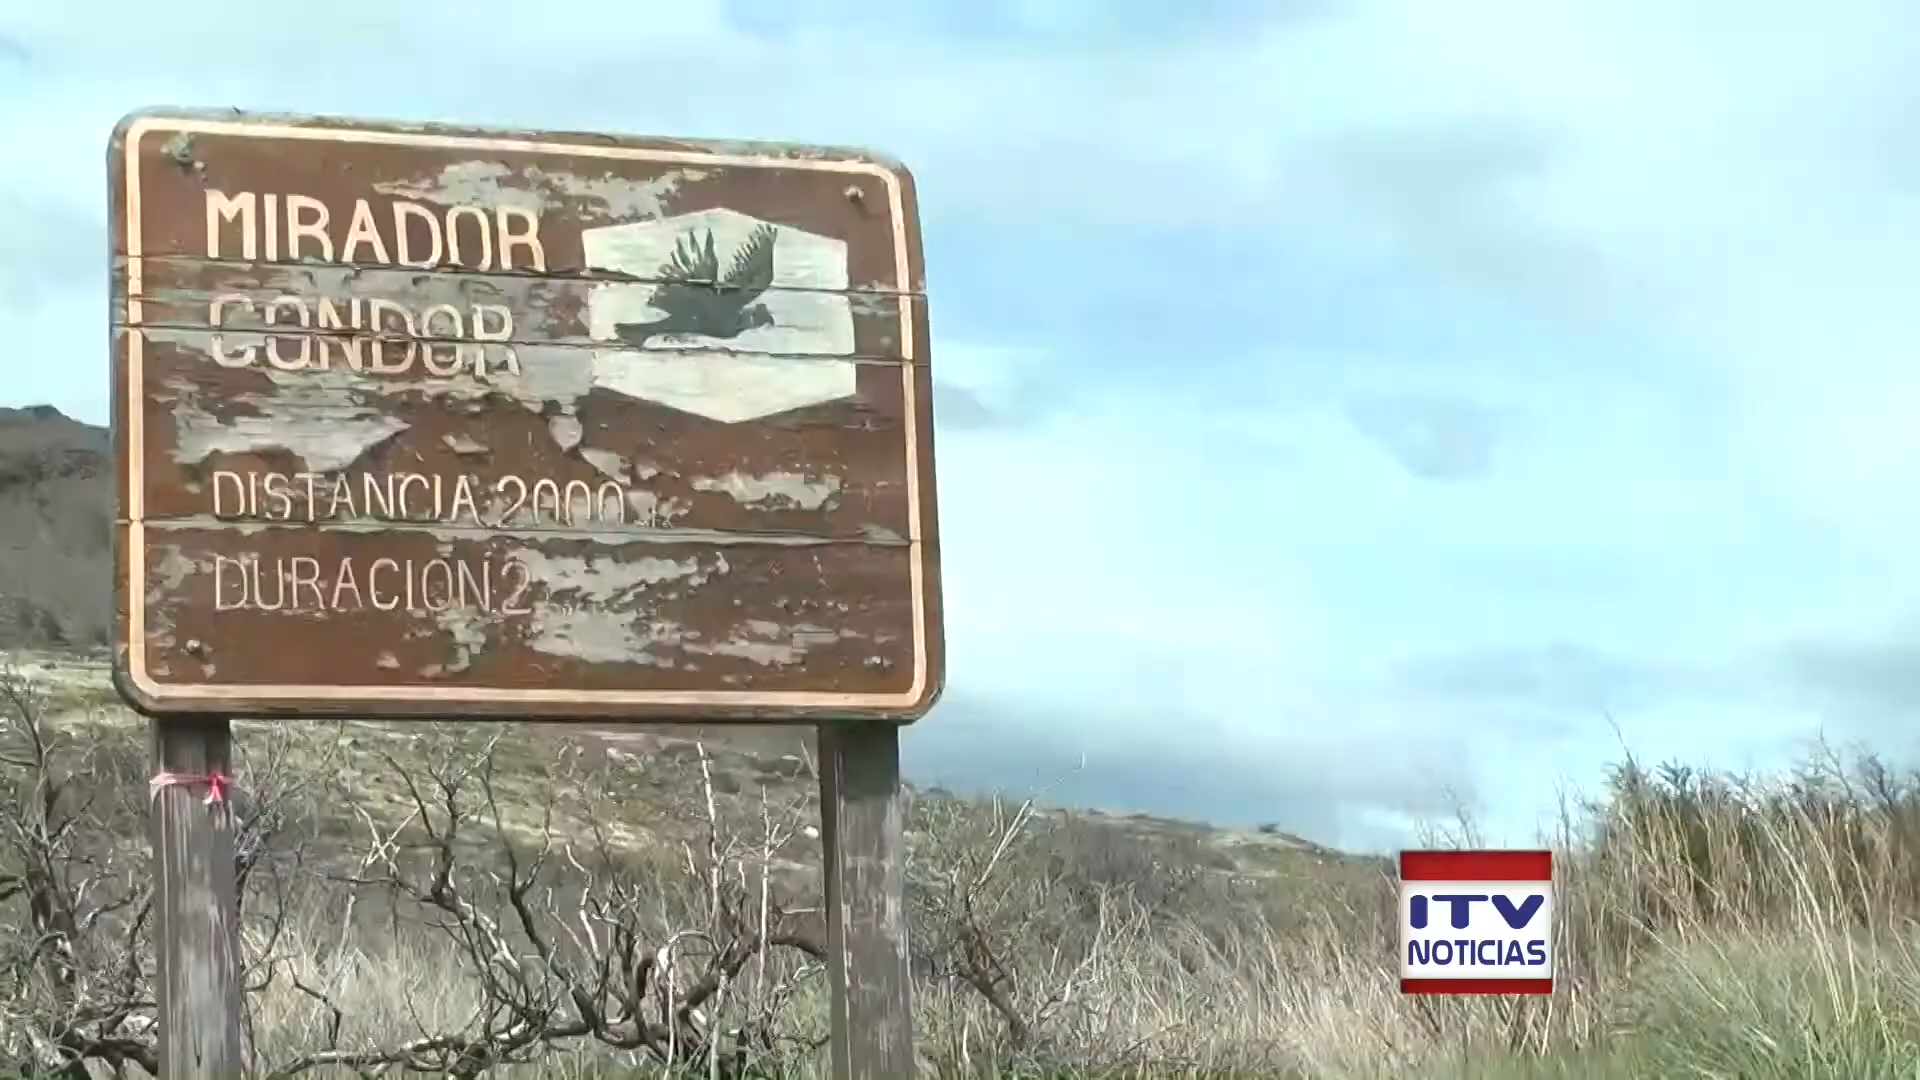 MIRADOR
CONDOR
DISTANCIA 2000
DURACION 2
ITV
NOTICIAS